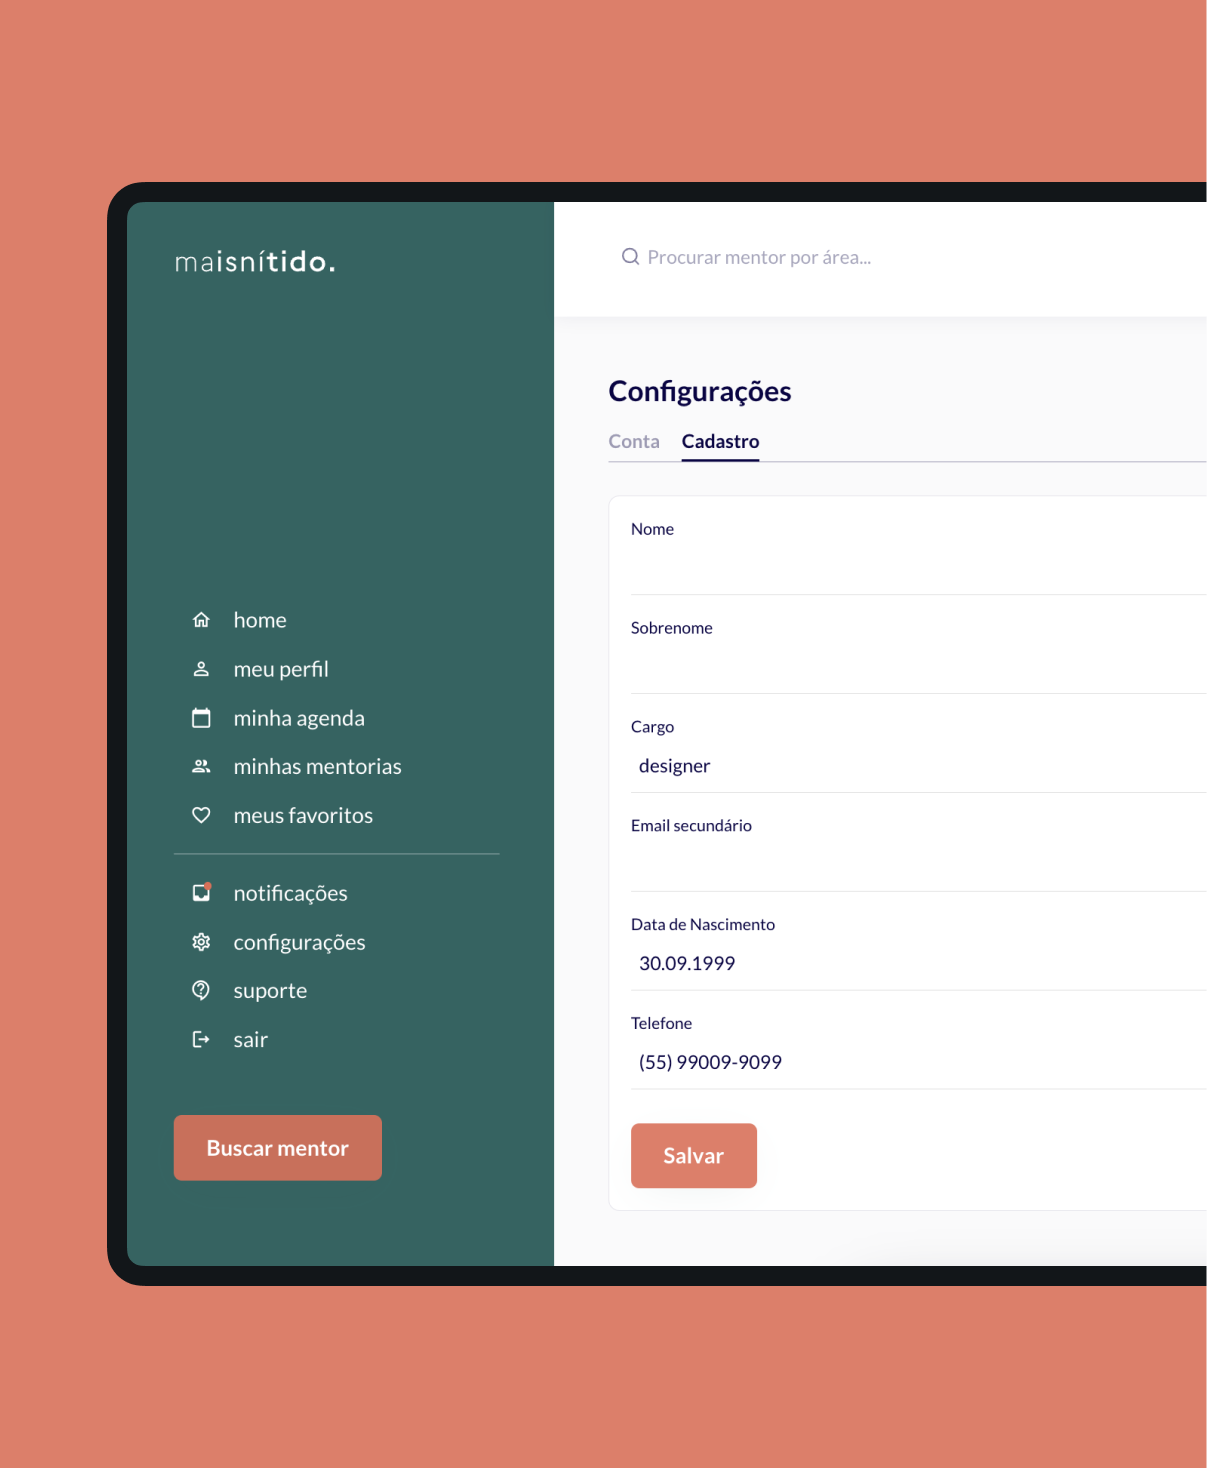 maisnítido.
Procurar mentor por área...
Configurações
Conta Cadastro
Nome
Sobrenome
Cargo
designer
Email secundário
Data de Nascimento
30.09.1999
Telefone
(55) 99009-9099
Salvar
home
meu perfil
minha agenda
minhas mentorias
meus favoritos
notificações
configurações
suporte
sair
Buscar mentor